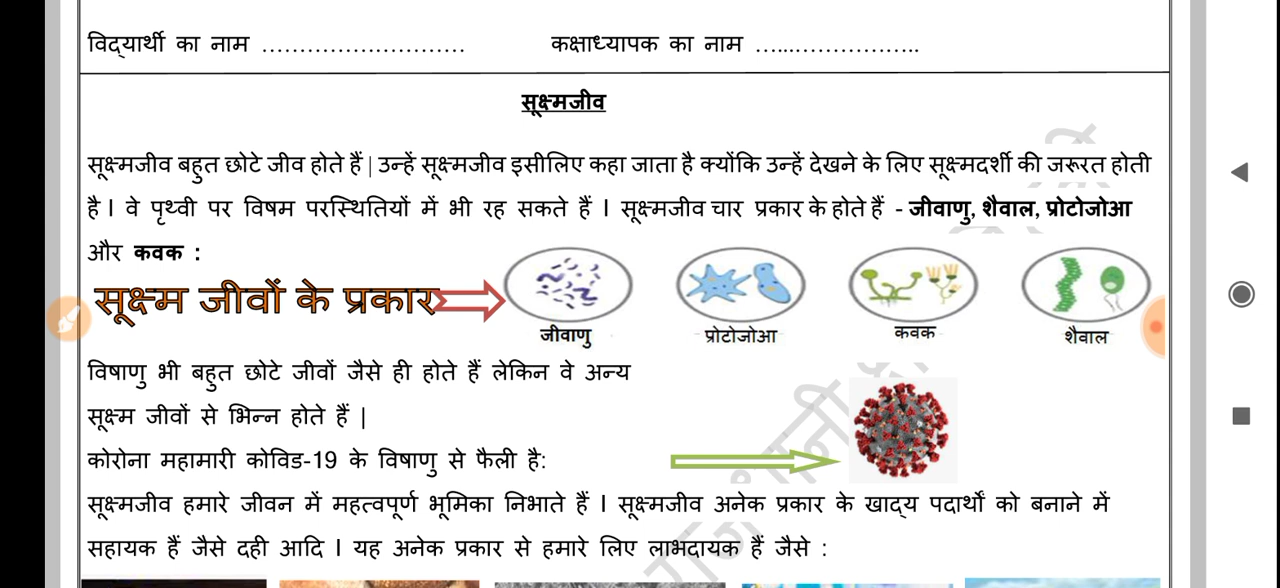 विद्यार्थी का नाम ............................ कक्षाध्यापक का नाम .......................
सूक्ष्मजीव
सूक्ष्मजीव बहुत छोटे जीव होते हैं | उन्हें सूक्ष्मजीव इसीलिए कहा जाता है क्योंकि उन्हें देखने के लिए सूक्ष्मदर्शी की जरूरत होती
है। वे पृथ्वी पर विषम परस्थितियों में भी रह सकते हैं । सूक्ष्मजीव चार प्रकार के होते हैं - जीवाणु, शैवाल, प्रोटोजोआ
और कवक :
सूक्ष्म जीवों के प्रकार
जीवाणु प्रोटोजोआ कवक शैवाल
विषाणु भी बहुत छोटे जीवों जैसे ही होते हैं लेकिन वे अन्य
सूक्ष्म जीवों से भिन्न होते हैं |
कोरोना महामारी कोविड-19 के विषाणु से फैली है:
सूक्ष्मजीव हमारे जीवन में महत्वपूर्ण भूमिका निभाते हैं । सूक्ष्मजीव अनेक प्रकार के खाद्य पदार्थों को बनाने में
सहायक हैं जैसे दही आदि । यह अनेक प्रकार से हमारे लिए लाभदायक हैं जैसे :